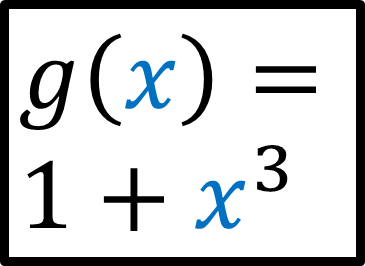 g(x) =
1 + x³